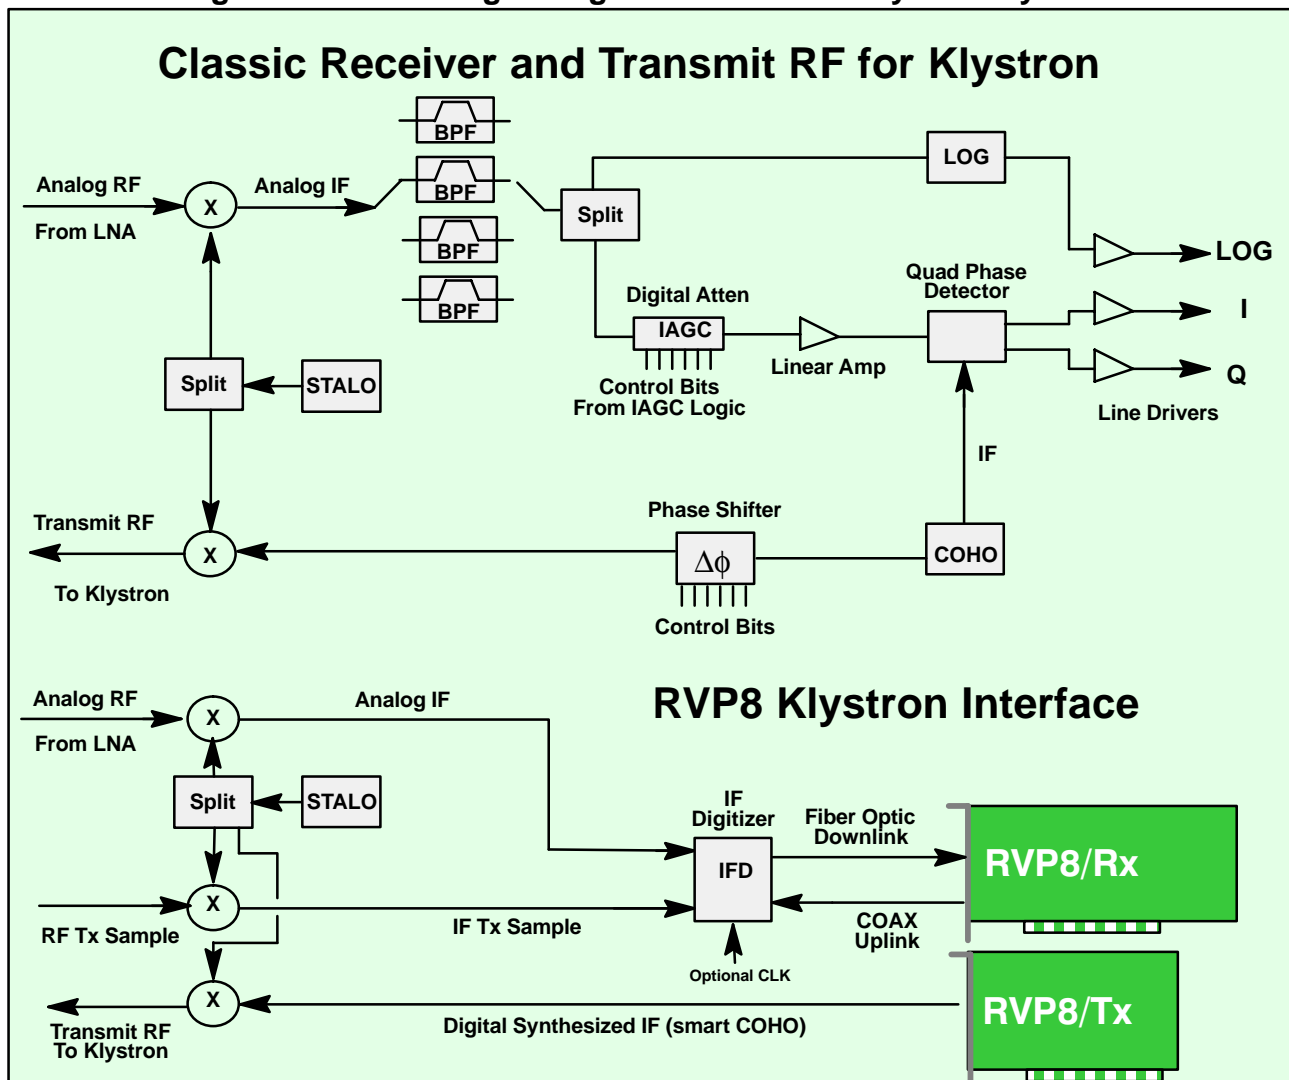 Classic Receiver and Transmit RF for Klystron
BPF
BPF
BPF
BPF
Analog RF
From LNA
X
Analog IF
Split
LOG
LOG
Quad Phase
Detector
I
Q
Line Drivers
Digital Atten
IAGC
Control Bits
From IAGC Logic
Linear Amp
Split
STALO
IF
COHO
Phase Shifter
Δϕ
Control Bits
Transmit RF
To Klystron
X
RVP8 Klystron Interface
Analog RF
From LNA
X
Analog IF
Split
STALO
IF
Digitizer
IFD
Fiber Optic
Downlink
RVP8/Rx
COAX
Uplink
Optional CLK
RF Tx Sample
X
IF Tx Sample
X
Transmit RF
To Klystron
Digital Synthesized IF (smart COHO)
RVP8/Tx